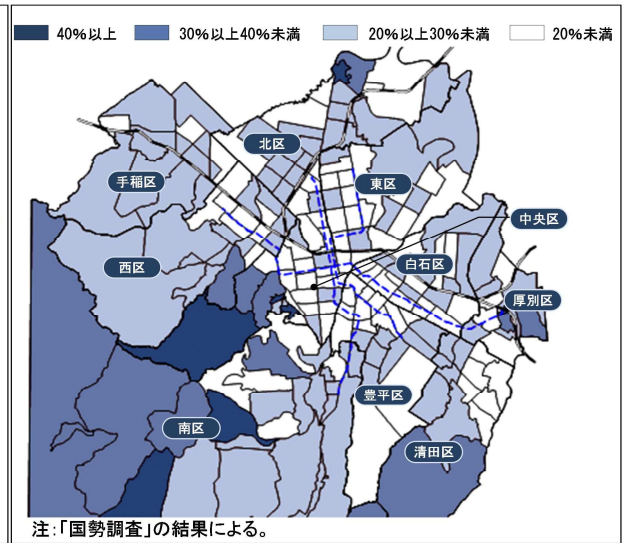 40%以上 30%以上40%未満 20%以上30%未満 20%未満
北区
手稲区
東区
中央区
西区
白石区
厚別区
豊平区
南区
清田区
注:「国勢調査」の結果による。